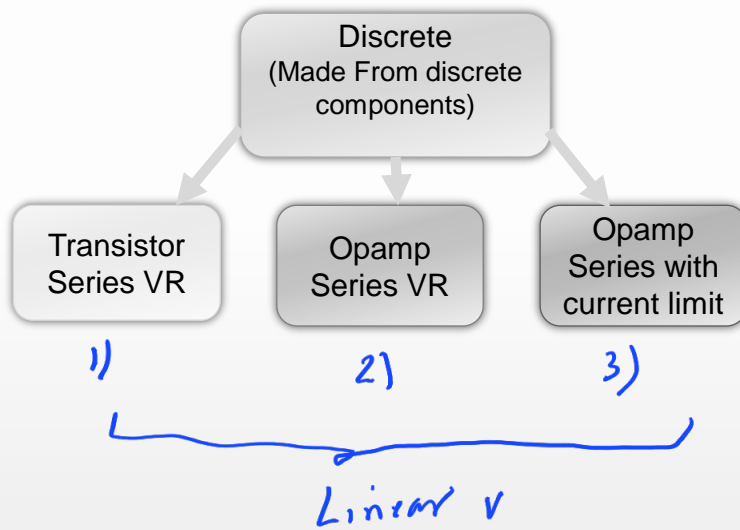 Discrete
(Made From discrete
components)
Transistor
Series VR
Opamp
Series VR
Opamp
Series with
current limit
1)
2)
3)
Linear v